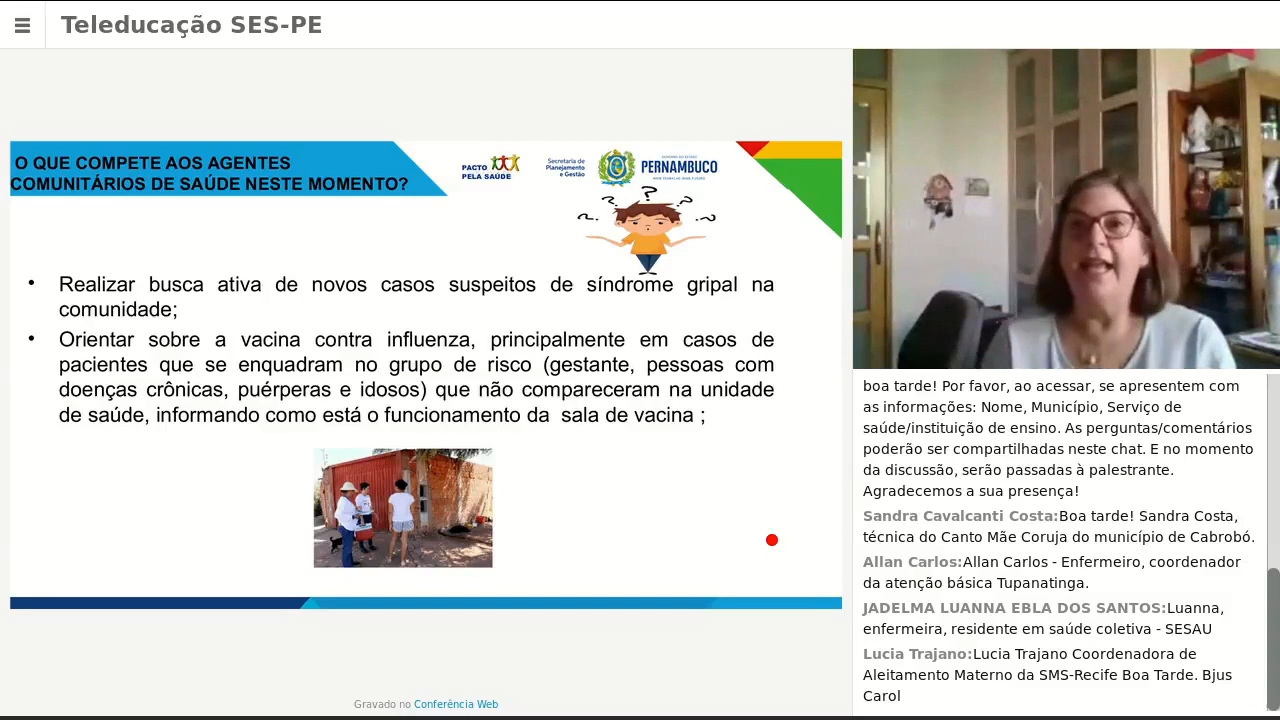 Teleducação SES-PE
O QUE COMPETE AOS AGENTES
COMUNITÁRIOS DE SAÚDE NESTE MOMENTO?
PACTO
PELA SAÚDE
Secretaria de
Planejamento
e Gestão
GOVERNO DO ESTADO
PERNAMBUCO
? ? ? ? ?
• Realizar busca ativa de novos casos suspeitos de síndrome gripal na
comunidade;
• Orientar sobre a vacina contra influenza, principalmente em casos de
pacientes que se enquadram no grupo de risco (gestante, pessoas com
doenças crônicas, puérperas e idosos) que não compareceram na unidade
de saúde, informando como está o funcionamento da  sala de vacina ;
Gravado no Conferência Web
boa tarde! Por favor, ao acessar, se apresentem com
as informações: Nome, Município, Serviço de
saúde/instituição de ensino. As perguntas/comentários
poderão ser compartilhadas neste chat. E no momento
da discussão, serão passadas à palestrante.
Agradecemos a sua presença!
Sandra Cavalcanti Costa:Boa tarde! Sandra Costa,
técnica do Canto Mãe Coruja do município de Cabrobó.
Allan Carlos:Allan Carlos - Enfermeiro, coordenador
da atenção básica Tupanatinga.
JADELMA LUANNA EBLA DOS SANTOS:Luanna,
enfermeira, residente em saúde coletiva - SESAU
Lucia Trajano:Lucia Trajano Coordenadora de
Aleitamento Materno da SMS-Recife Boa Tarde. Bjus
Carol